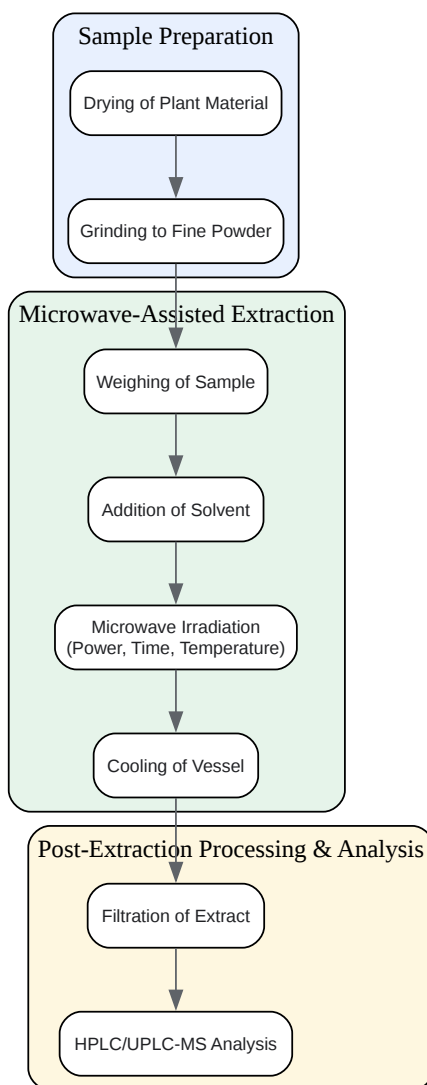 Sample Preparation
Drying of Plant Material
Grinding to Fine Powder
Microwave-Assisted Extraction
Weighing of Sample
Addition of Solvent
Microwave Irradiation
(Power, Time, Temperature)
Cooling of Vessel
Post-Extraction Processing & Analysis
Filtration of Extract
HPLC/UPLC-MS Analysis